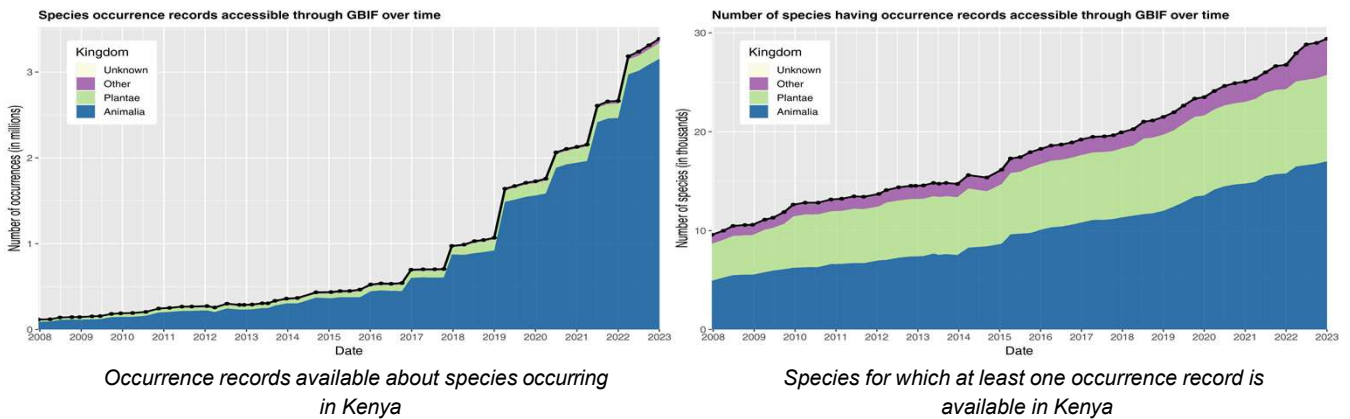 Species occurrence records accessible through GBIF over time
Number of occurrences (in millions)
3
2
1
0
Kingdom
Unknown
Other
Plantae
Animalia
2008 2009 2010 2011 2012 2013 2014 2015 2016 2017 2018 2019 2020 2021 2022 2023
Date
Occurrence records available about species occurring
in Kenya
Number of species having occurrence records accessible through GBIF over time
Number of species (in thousands)
30
20
10
0
Kingdom
Unknown
Other
Plantae
Animalia
2008 2009 2010 2011 2012 2013 2014 2015 2016 2017 2018 2019 2020 2021 2022 2023
Date
Species for which at least one occurrence record is
available in Kenya